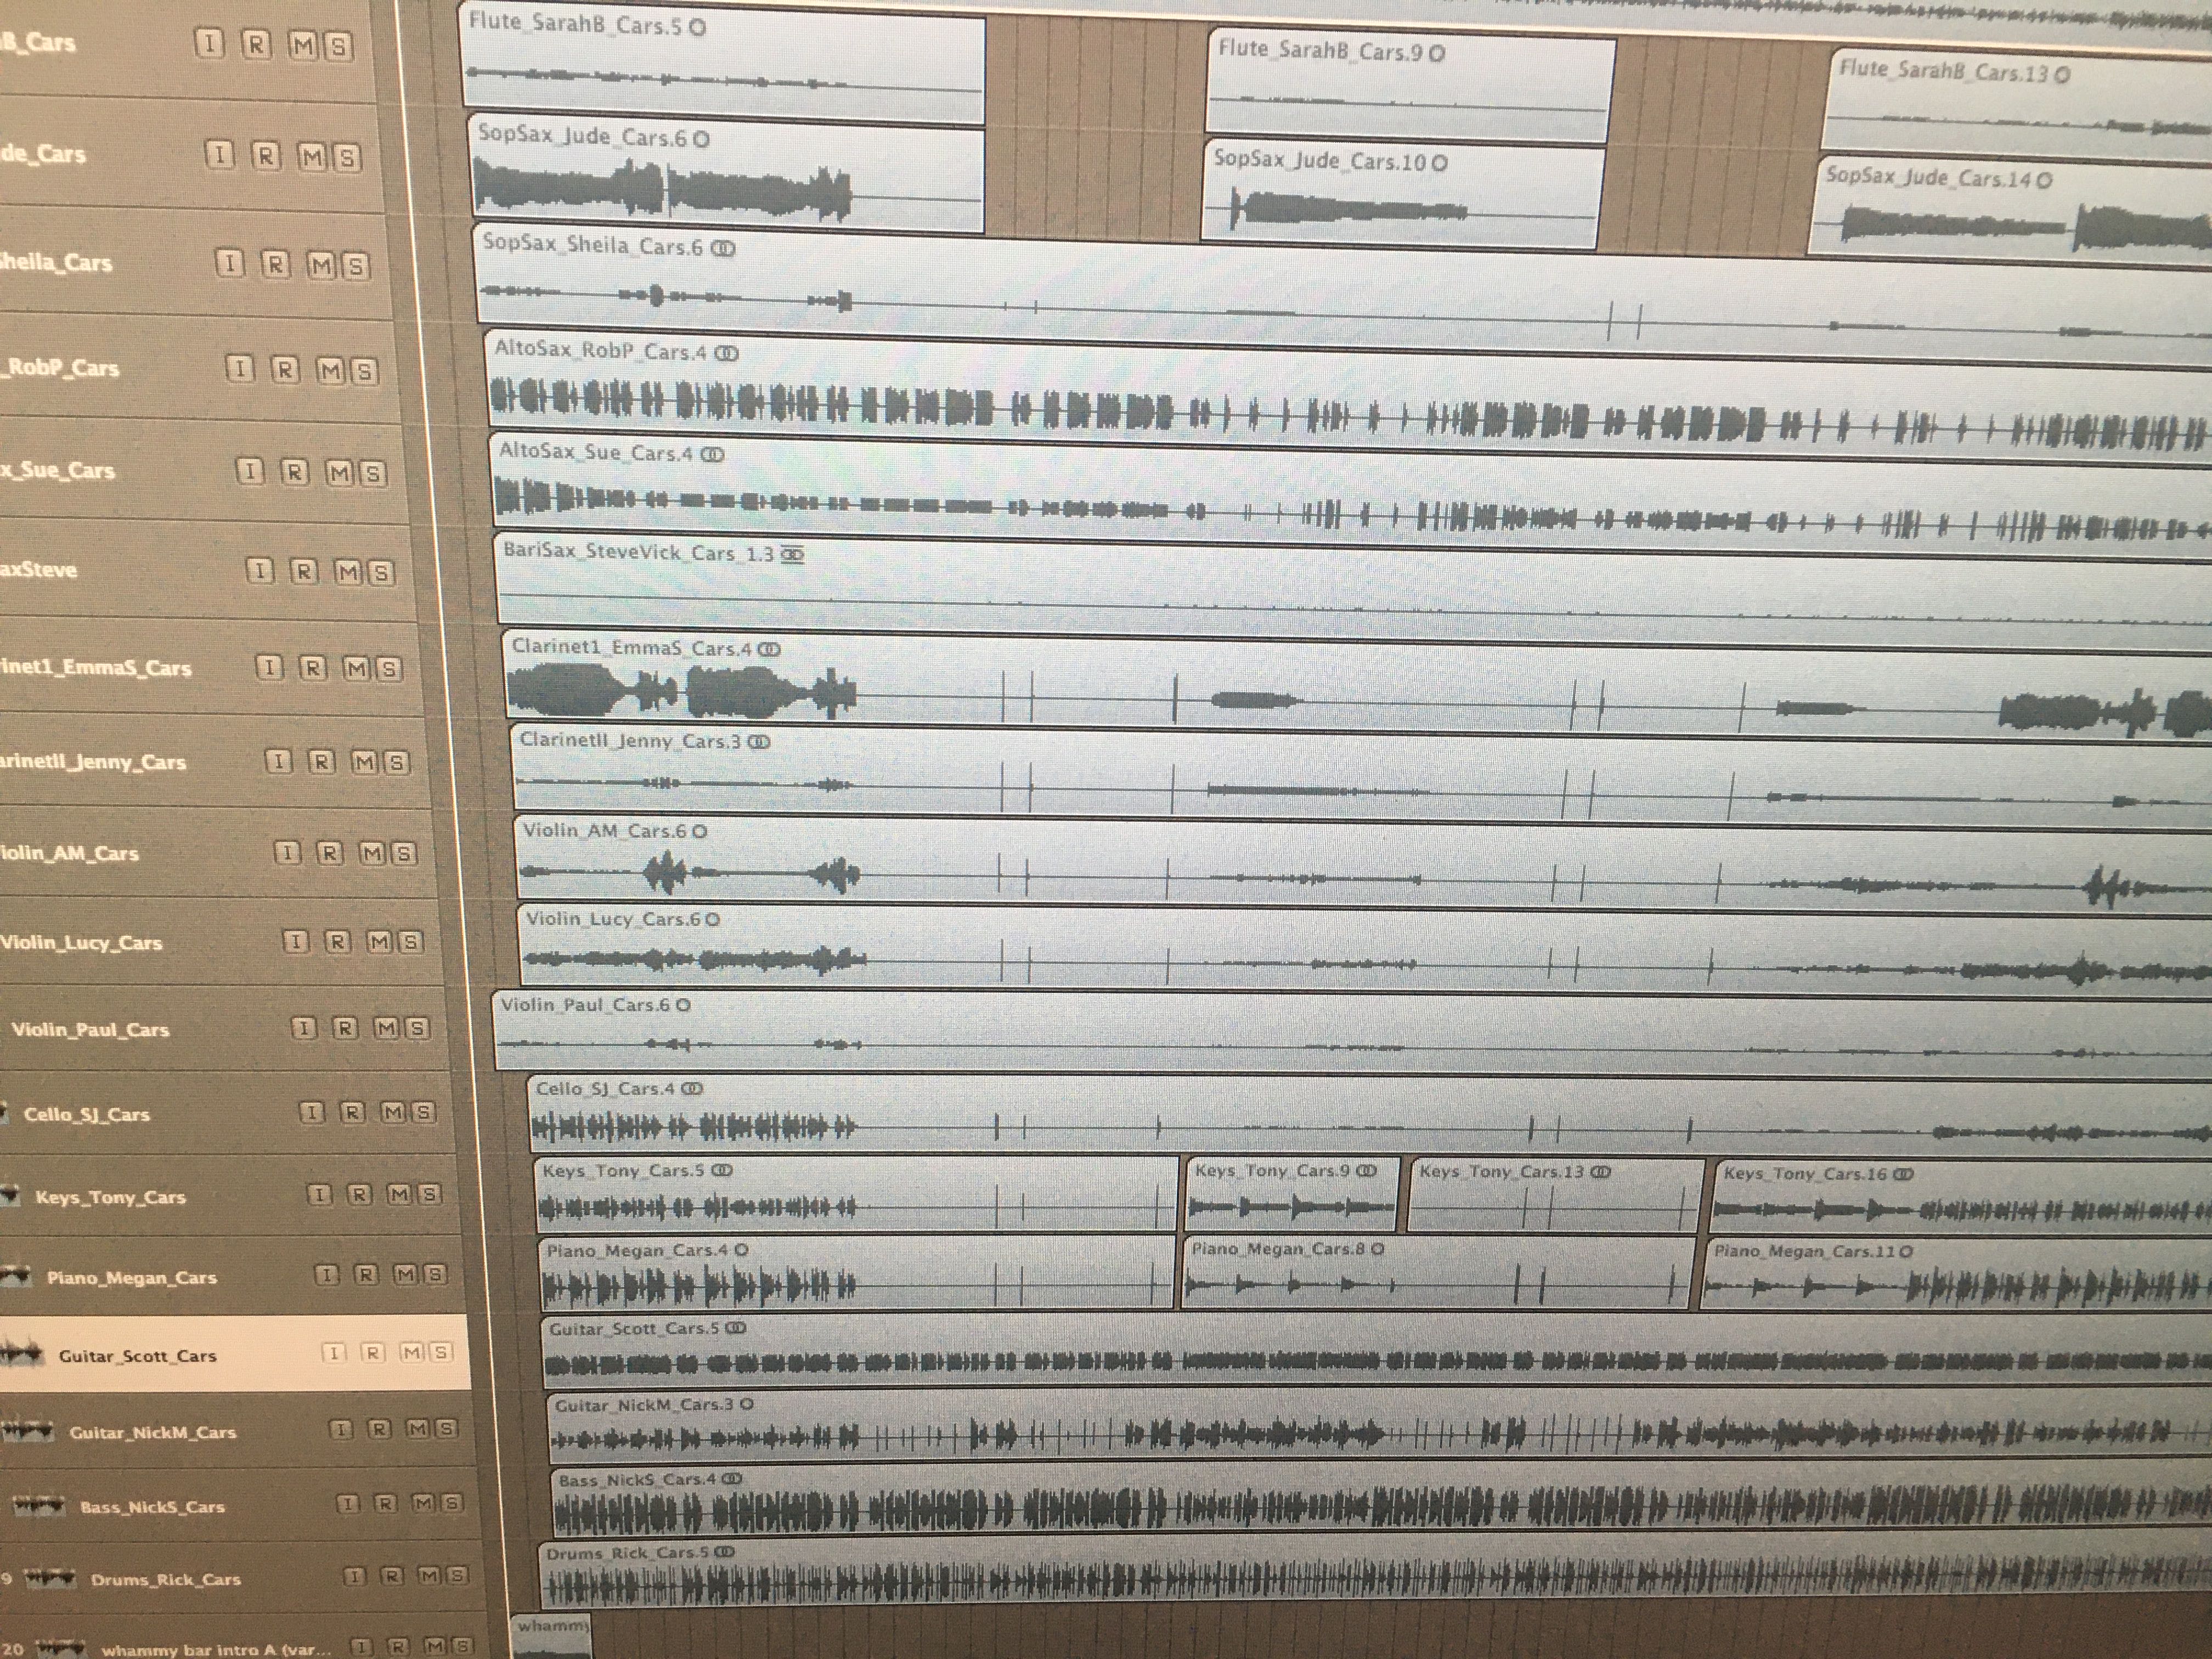 B_Cars I R M S Flute_SarahB_Cars.5 Flute_SarahB_Cars.9 Flute_SarahB_Cars.13
de_Cars I R M S SopSax_Jude_Cars.6 SopSax_Jude_Cars.10 SopSax_Jude_Cars.14
heila_Cars I R M S SopSax_Sheila_Cars.6
_RobP_Cars I R M S AltoSax_RobP_Cars.4
x_Sue_Cars I R M S AltoSax_Sue_Cars.4
axSteve I R M S BariSax_SteveVick_Cars_1.3
inet1_EmmaS_Cars I R M S Clarinet1_EmmaS_Cars.4
arinetII_Jenny_Cars I R M S ClarinetII_Jenny_Cars.3
iolin_AM_Cars I R M S Violin_AM_Cars.6
Violin_Lucy_Cars I R M S Violin_Lucy_Cars.6
Violin_Paul_Cars I R M S Violin_Paul_Cars.6
Cello_SJ_Cars I R M S Cello_SJ_Cars.4
Keys_Tony_Cars I R M S Keys_Tony_Cars.5 Keys_Tony_Cars.9 Keys_Tony_Cars.13 Keys_Tony_Cars.16
Piano_Megan_Cars I R M S Piano_Megan_Cars.4 Piano_Megan_Cars.8 Piano_Megan_Cars.11
Guitar_Scott_Cars I R M S Guitar_Scott_Cars.5
Guitar_NickM_Cars I R M S Guitar_NickM_Cars.3
Bass_NickS_Cars I R M S Bass_NickS_Cars.4
9 Drums_Rick_Cars I R M S Drums_Rick_Cars.5
20 whammy bar intro A (var... I R M S whammy